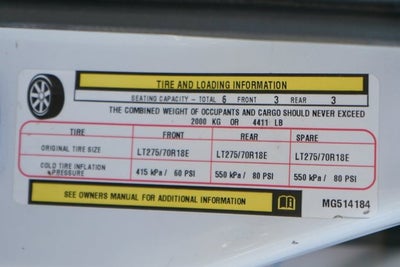 TIRE AND LOADING INFORMATION
SEATING CAPACITY - TOTAL 6 FRONT 3 REAR 3
THE COMBINED WEIGHT OF OCCUPANTS AND CARGO SHOULD NEVER EXCEED
2000 KG OR 4411 LB
TIRE FRONT REAR SPARE
ORIGINAL TIRE SIZE LT275/70R18E LT275/70R18E LT275/70R18E
COLD TIRE INFLATION
PRESSURE 415 kPa / 60 PSI 550 kPa / 80 PSI 550 kPa / 80 PSI
SEE OWNERS MANUAL FOR ADDITIONAL INFORMATION
MG514184